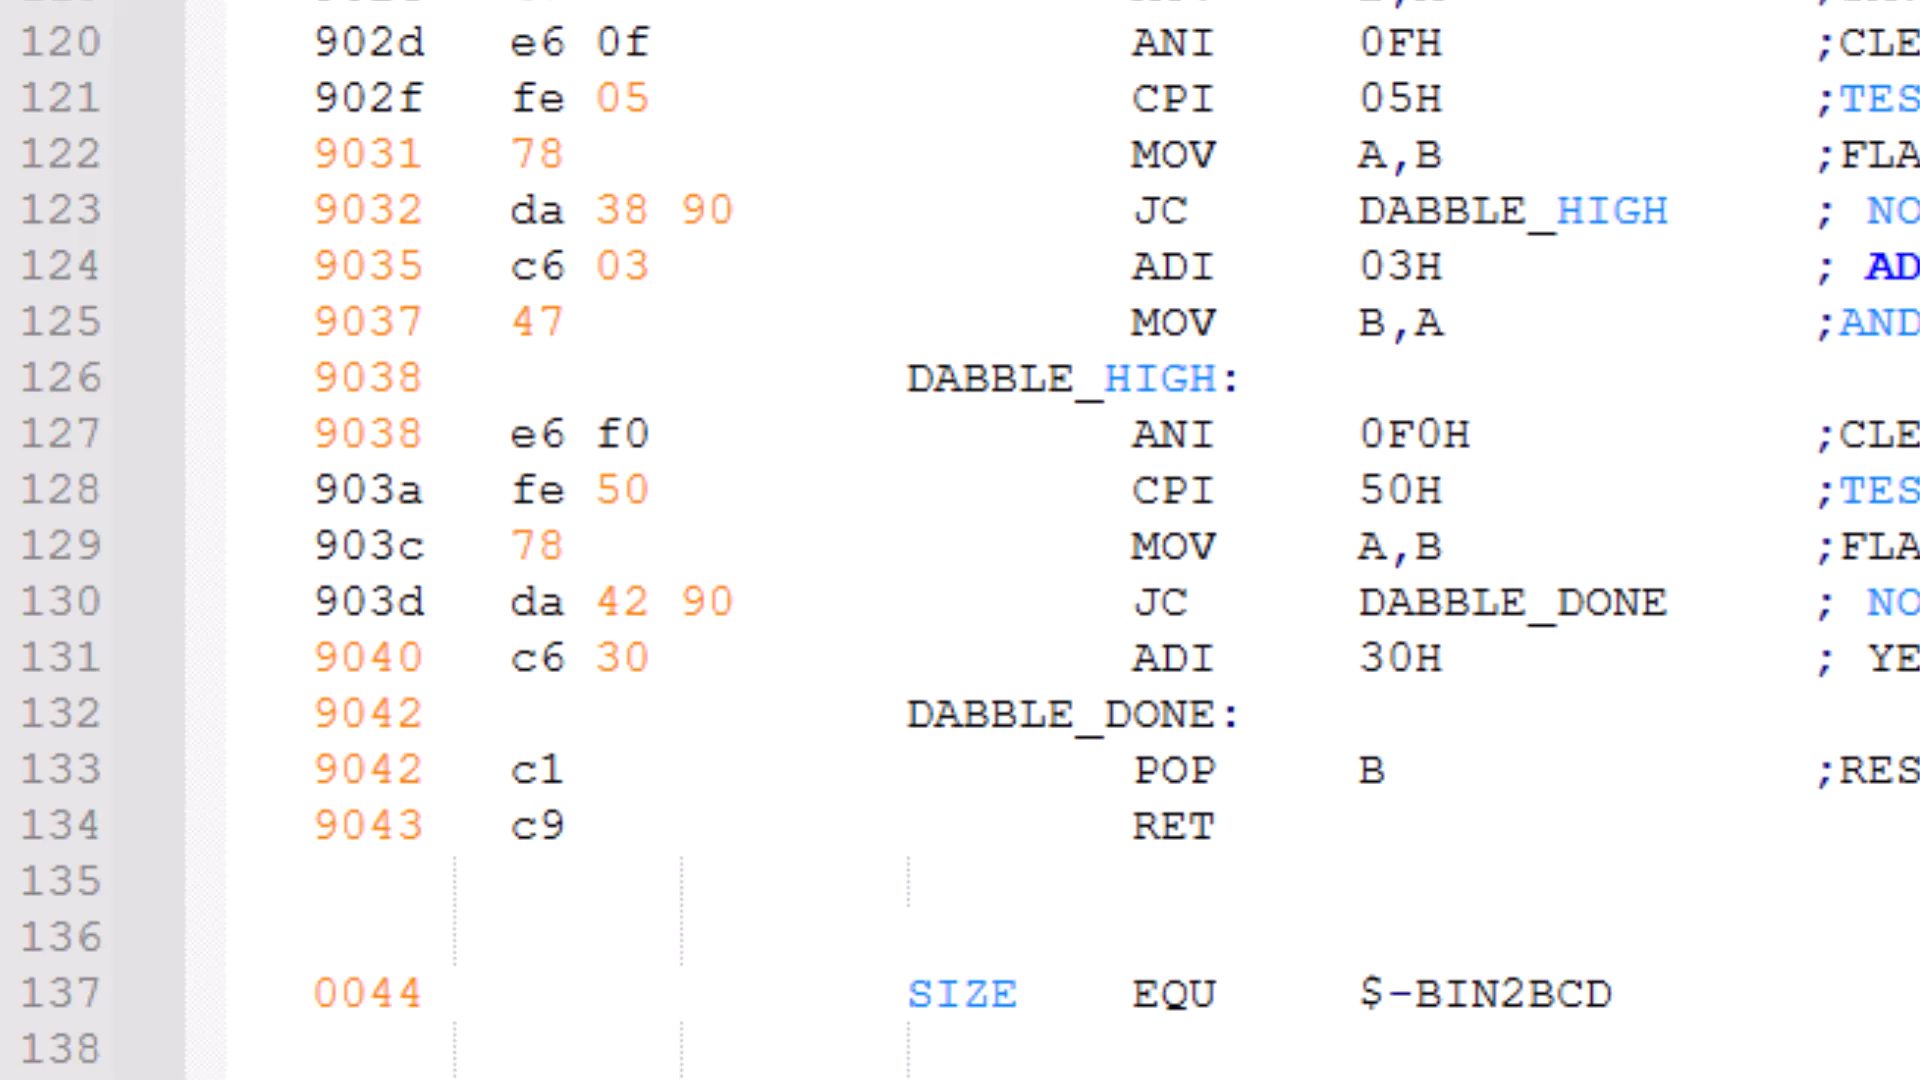 120 902d e6 0f ANI 0FH ;CLE
121 902f fe 05 CPI 05H ;TES
122 9031 78 MOV A,B ;FLA
123 9032 da 38 90 JC DABBLE_HIGH ; NO
124 9035 c6 03 ADI 03H ; AD
125 9037 47 MOV B,A ;AND
126 9038 DABBLE_HIGH:
127 9038 e6 f0 ANI 0F0H ;CLE
128 903a fe 50 CPI 50H ;TES
129 903c 78 MOV A,B ;FLA
130 903d da 42 90 JC DABBLE_DONE ; NO
131 9040 c6 30 ADI 30H ; YE
132 9042 DABBLE_DONE:
133 9042 c1 POP B ;RES
134 9043 c9 RET
135
136
137 0044 SIZE EQU $-BIN2BCD
138